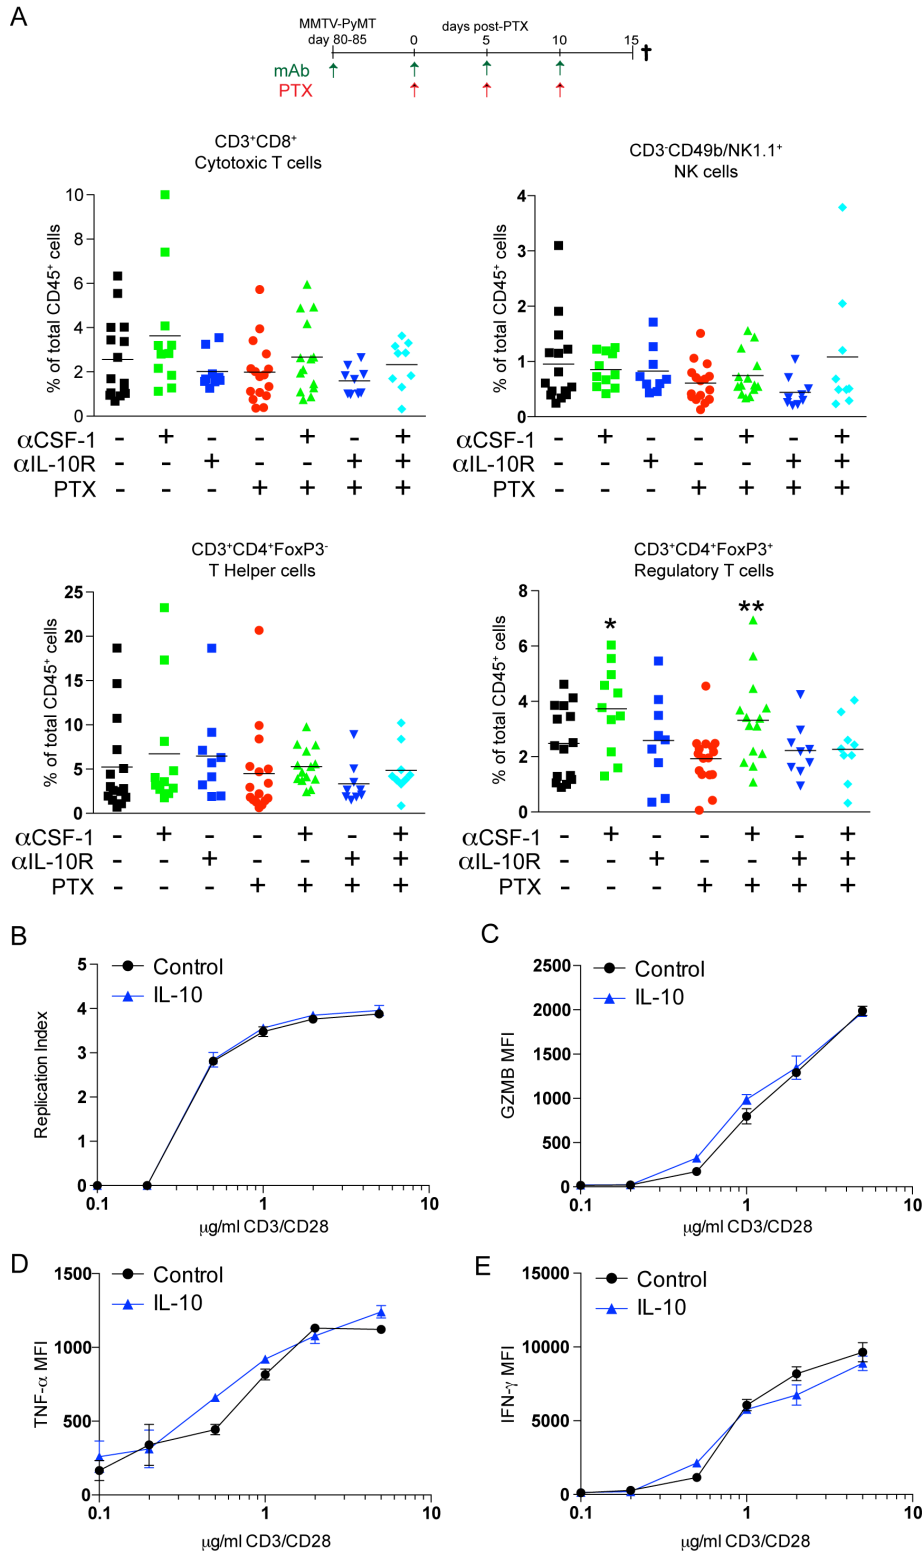 A
MMTV-PyMT
day 80-85
days post-PTX
0 5 10 15
†
mAb
PTX
CD3+CD8+
Cytotoxic T cells
% of total CD45+ cells
10
8
6
4
2
0
αCSF-1 - + - - + - +
αIL-10R - - + - - + +
PTX - - - + + + +
CD3-CD49b/NK1.1+
NK cells
% of total CD45+ cells
4
3
2
1
0
αCSF-1 - + - - + - +
αIL-10R - - + - - + +
PTX - - - + + + +
CD3+CD4+FoxP3-
T Helper cells
% of total CD45+ cells
25
20
15
10
5
0
αCSF-1 - + - - + - +
αIL-10R - - + - - + +
PTX - - - + + + +
CD3+CD4+FoxP3+
Regulatory T cells
% of total CD45+ cells
8
6
4
2
0
* **
αCSF-1 - + - - + - +
αIL-10R - - + - - + +
PTX - - - + + + +
B
Control
IL-10
Replication Index
5
4
3
2
1
0
0.1 1 10
μg/ml CD3/CD28
C
Control
IL-10
GZMB MFI
2500
2000
1500
1000
500
0
0.1 1 10
μg/ml CD3/CD28
D
Control
IL-10
TNF-α MFI
1500
1000
500
0
0.1 1 10
μg/ml CD3/CD28
E
Control
IL-10
IFN-γ MFI
15000
10000
5000
0
0.1 1 10
μg/ml CD3/CD28